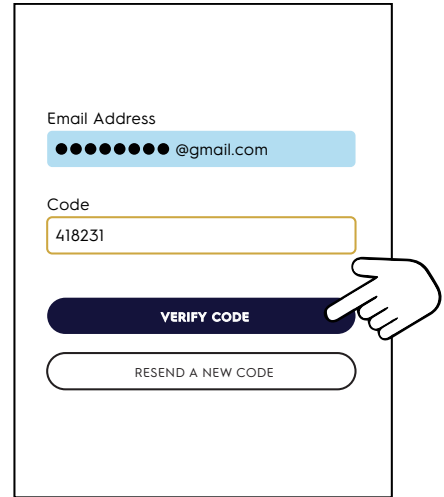 Email Address
●●●●●●●● @gmail.com
Code
418231
VERIFY CODE
RESEND A NEW CODE